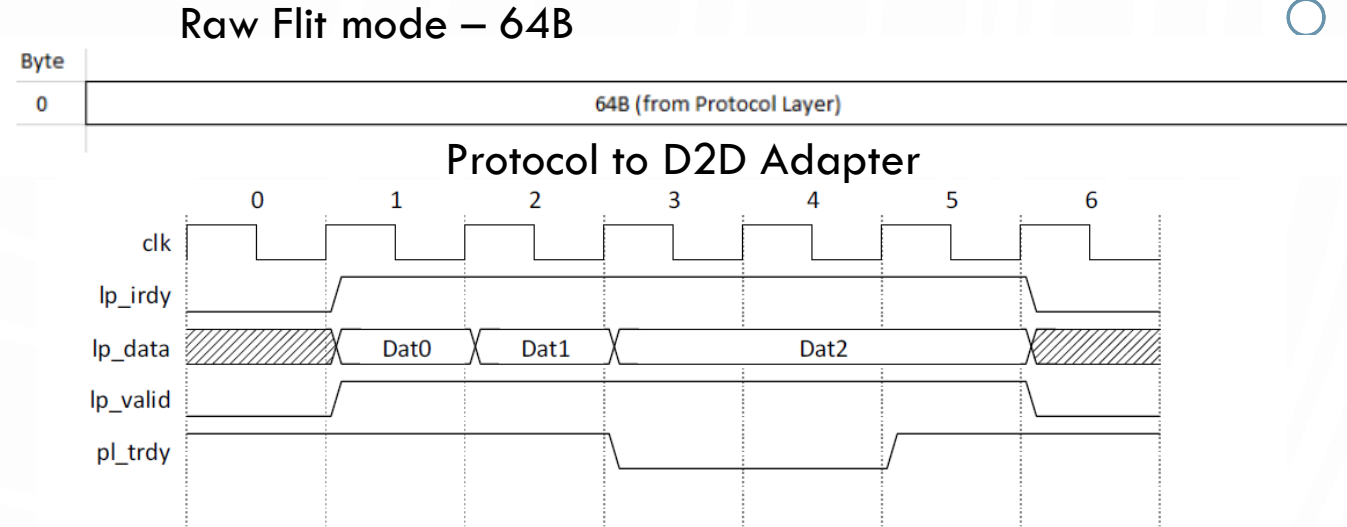 Raw Flit mode – 64B
Byte
0 64B (from Protocol Layer)
Protocol to D2D Adapter
0 1 2 3 4 5 6
clk
lp_irdy
lp_data Dat0 Dat1 Dat2
lp_valid
pl_trdy